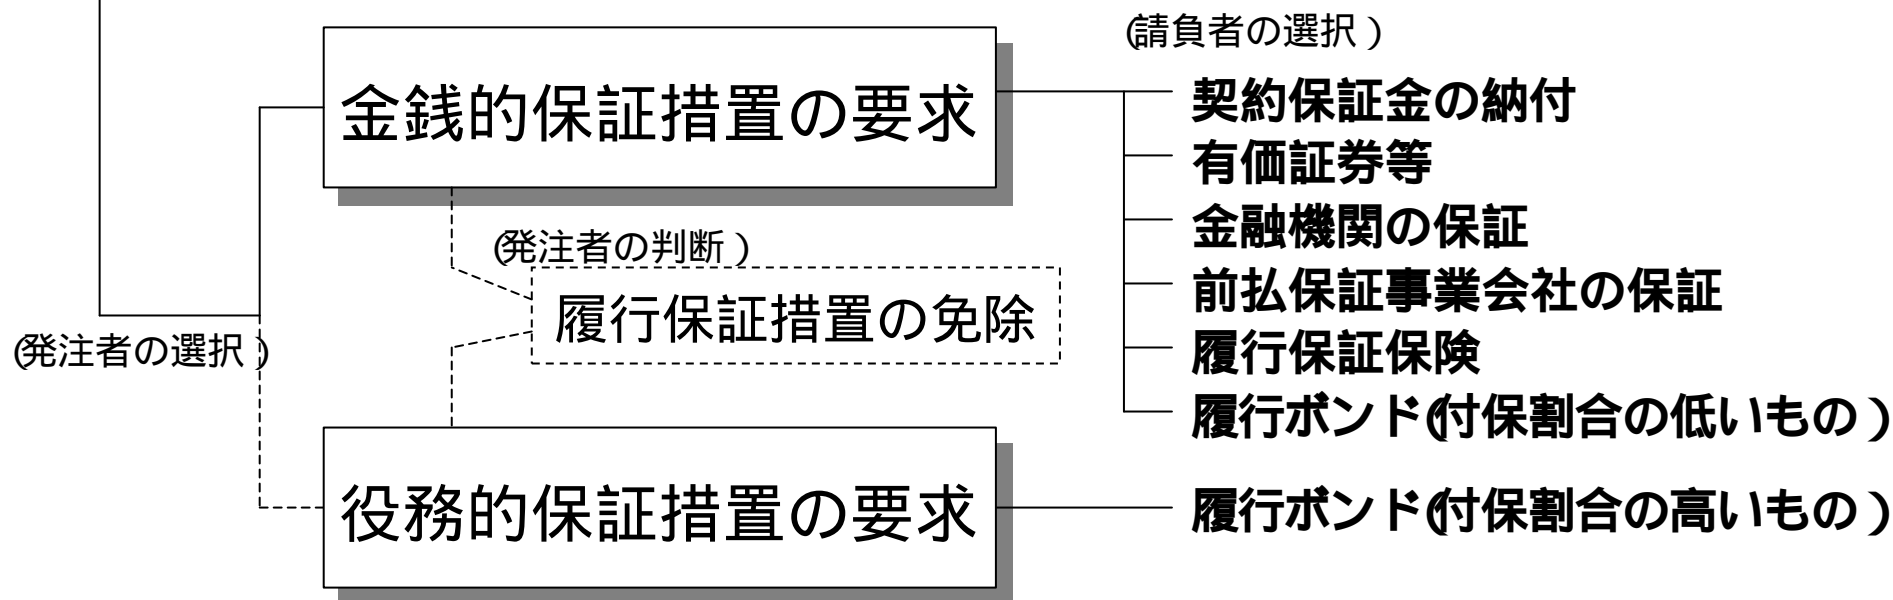 (請負者の選択)
金銭的保証措置の要求
契約保証金の納付
有価証券等
金融機関の保証
前払保証事業会社の保証
履行保証保険
履行ボンド(付保割合の低いもの)
(発注者の判断)
履行保証措置の免除
(発注者の選択)
役務的保証措置の要求
履行ボンド(付保割合の高いもの)